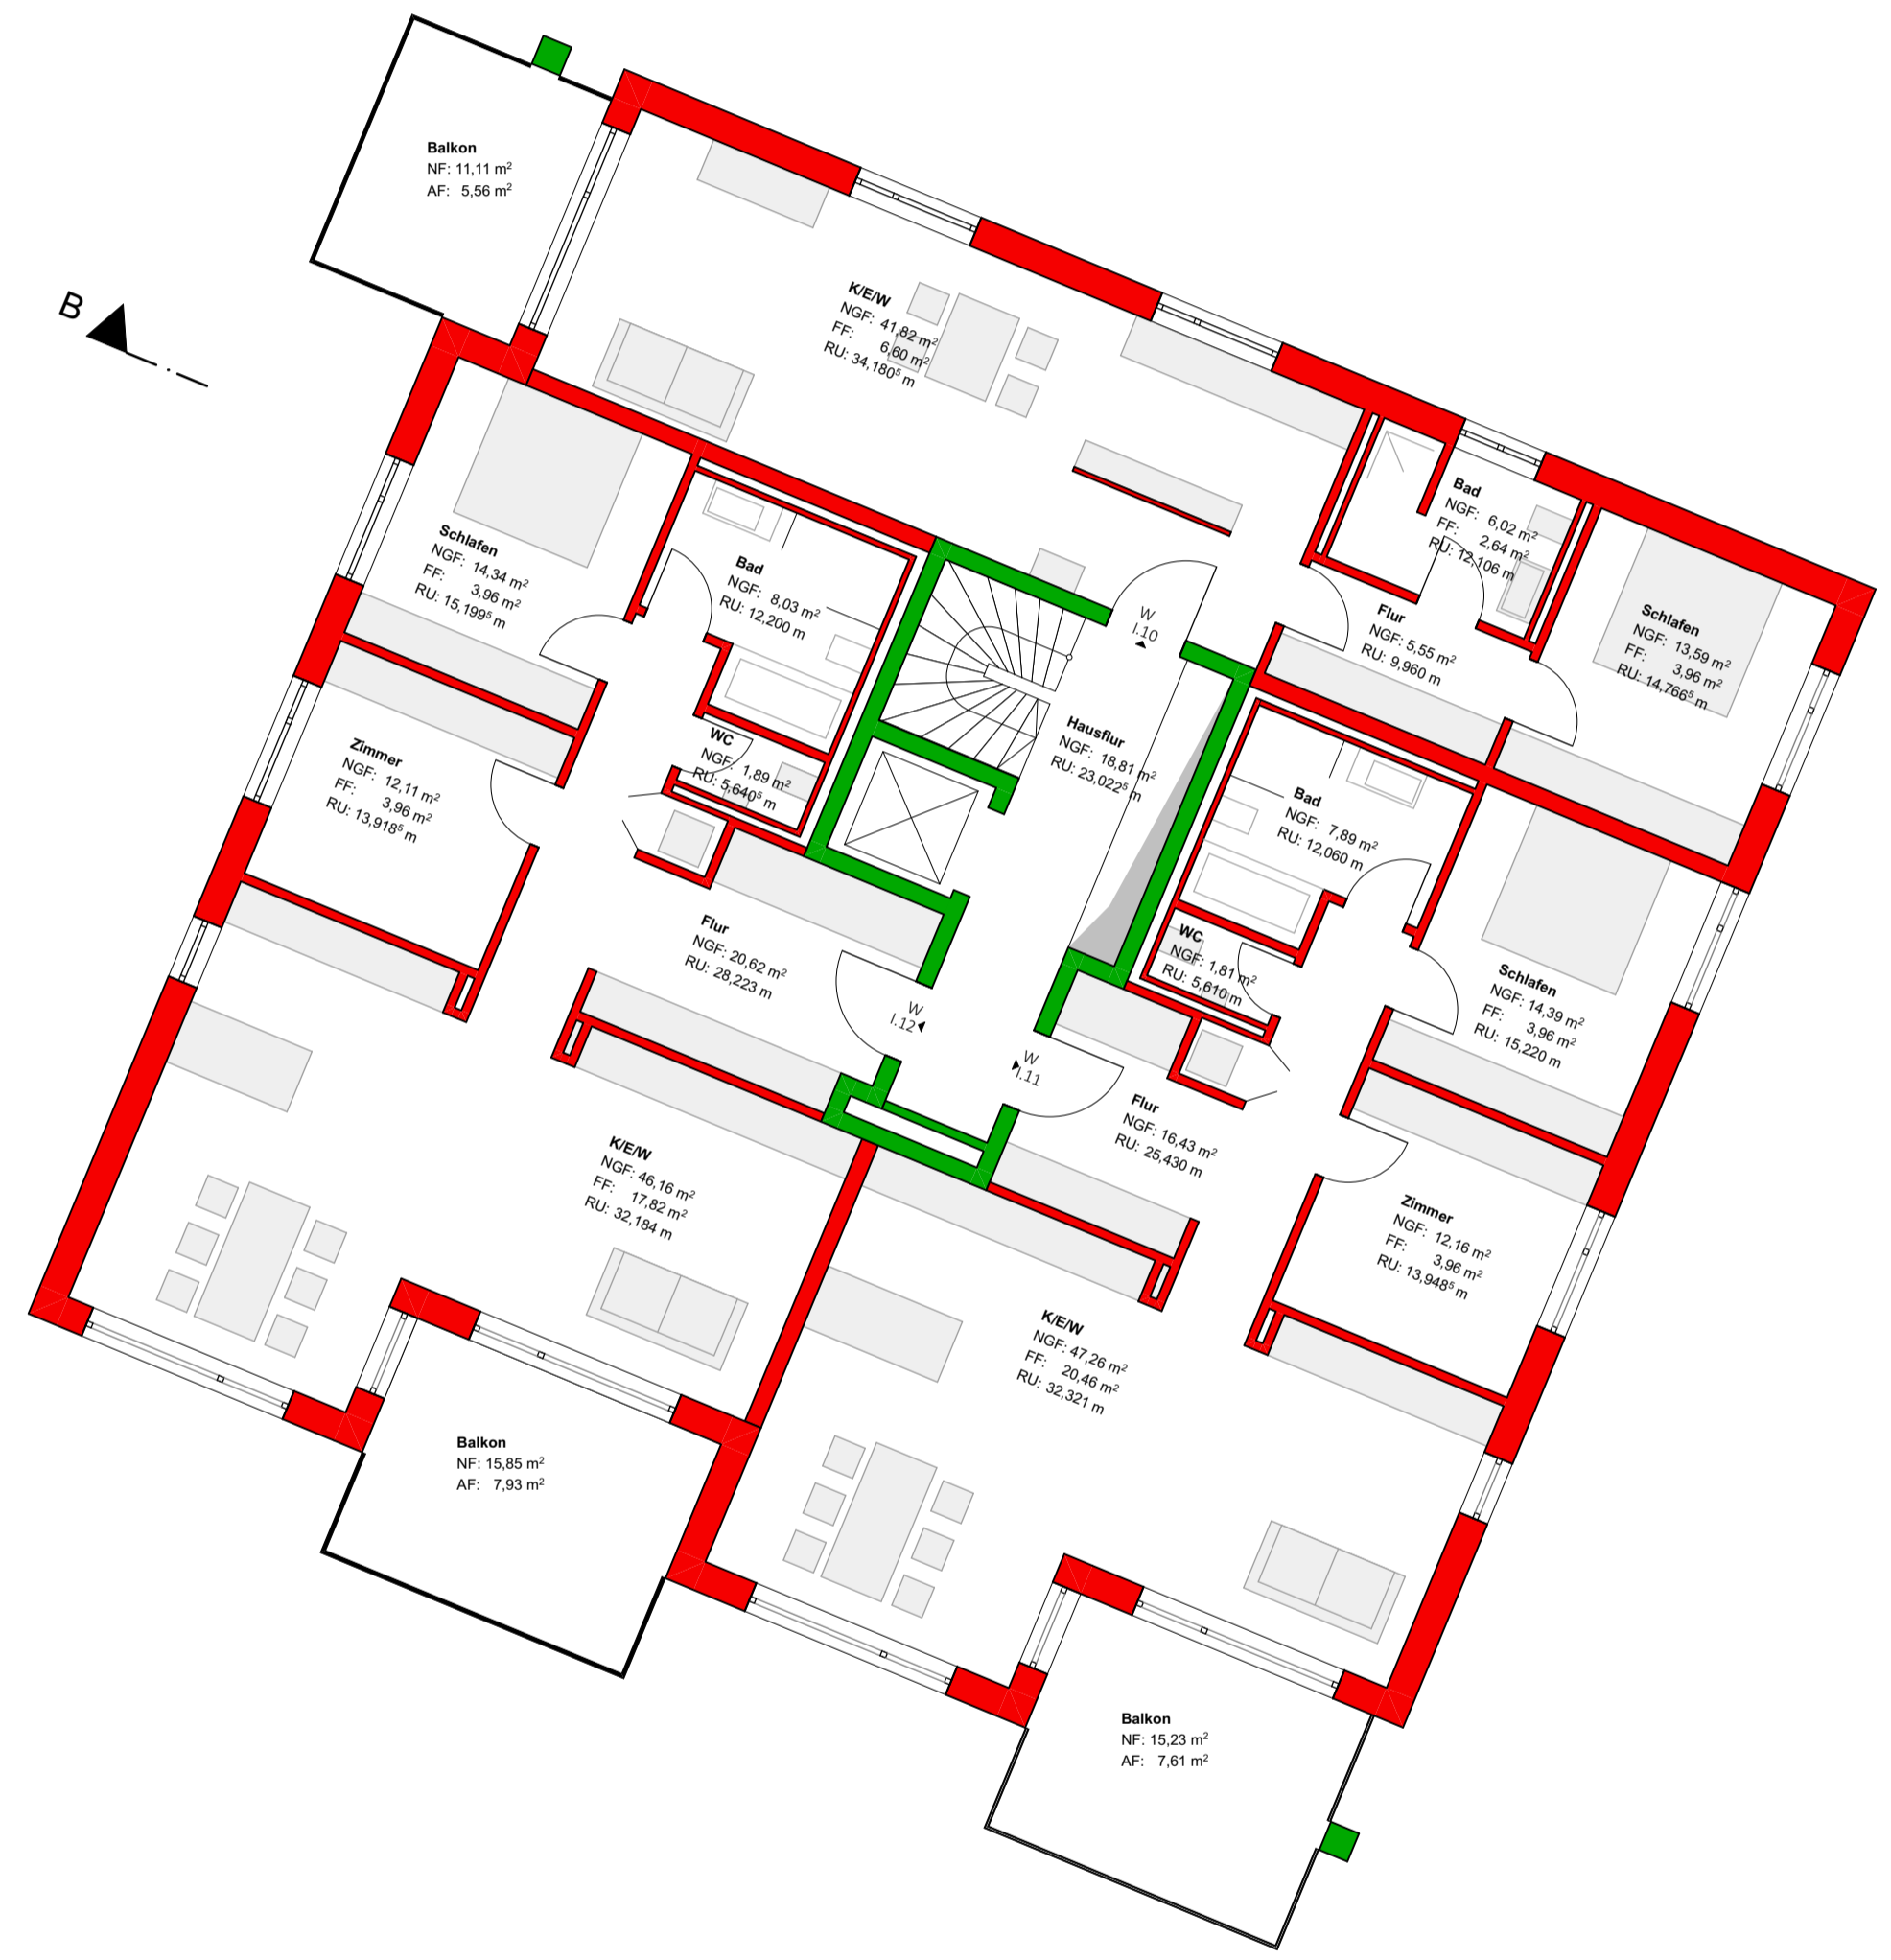 Balkon
NF: 11,11 m²
AF: 5,56 m²
B
K/E/W
NGF: 41,82 m²
FF: 6,60 m²
RU: 34,180⁵ m
Schlafen
NGF: 14,34 m²
FF: 3,96 m²
RU: 15,199⁵ m
Bad
NGF: 8,03 m²
RU: 12,200 m
Bad
NGF: 6,02 m²
FF: 2,64 m²
RU: 12,106 m
Flur
NGF: 5,55 m²
RU: 9,960 m
Schlafen
NGF: 13,59 m²
FF: 3,96 m²
RU: 14,766⁵ m
W
I.10
Zimmer
NGF: 12,11 m²
FF: 3,96 m²
RU: 13,918⁵ m
WC
NGF: 1,89 m²
RU: 5,640⁵ m
Hausflur
NGF: 18,81 m²
RU: 23,022⁵ m
Bad
NGF: 7,89 m²
RU: 12,060 m
Flur
NGF: 20,62 m²
RU: 28,223 m
WC
NGF: 1,81 m²
RU: 5,610 m
Schlafen
NGF: 14,39 m²
FF: 3,96 m²
RU: 15,220 m
W
I.12
W
I.11
Flur
NGF: 16,43 m²
RU: 25,430 m
K/E/W
NGF: 46,16 m²
FF: 17,82 m²
RU: 32,184 m
Zimmer
NGF: 12,16 m²
FF: 3,96 m²
RU: 13,948⁵ m
K/E/W
NGF: 47,26 m²
FF: 20,46 m²
RU: 32,321 m
Balkon
NF: 15,85 m²
AF: 7,93 m²
Balkon
NF: 15,23 m²
AF: 7,61 m²